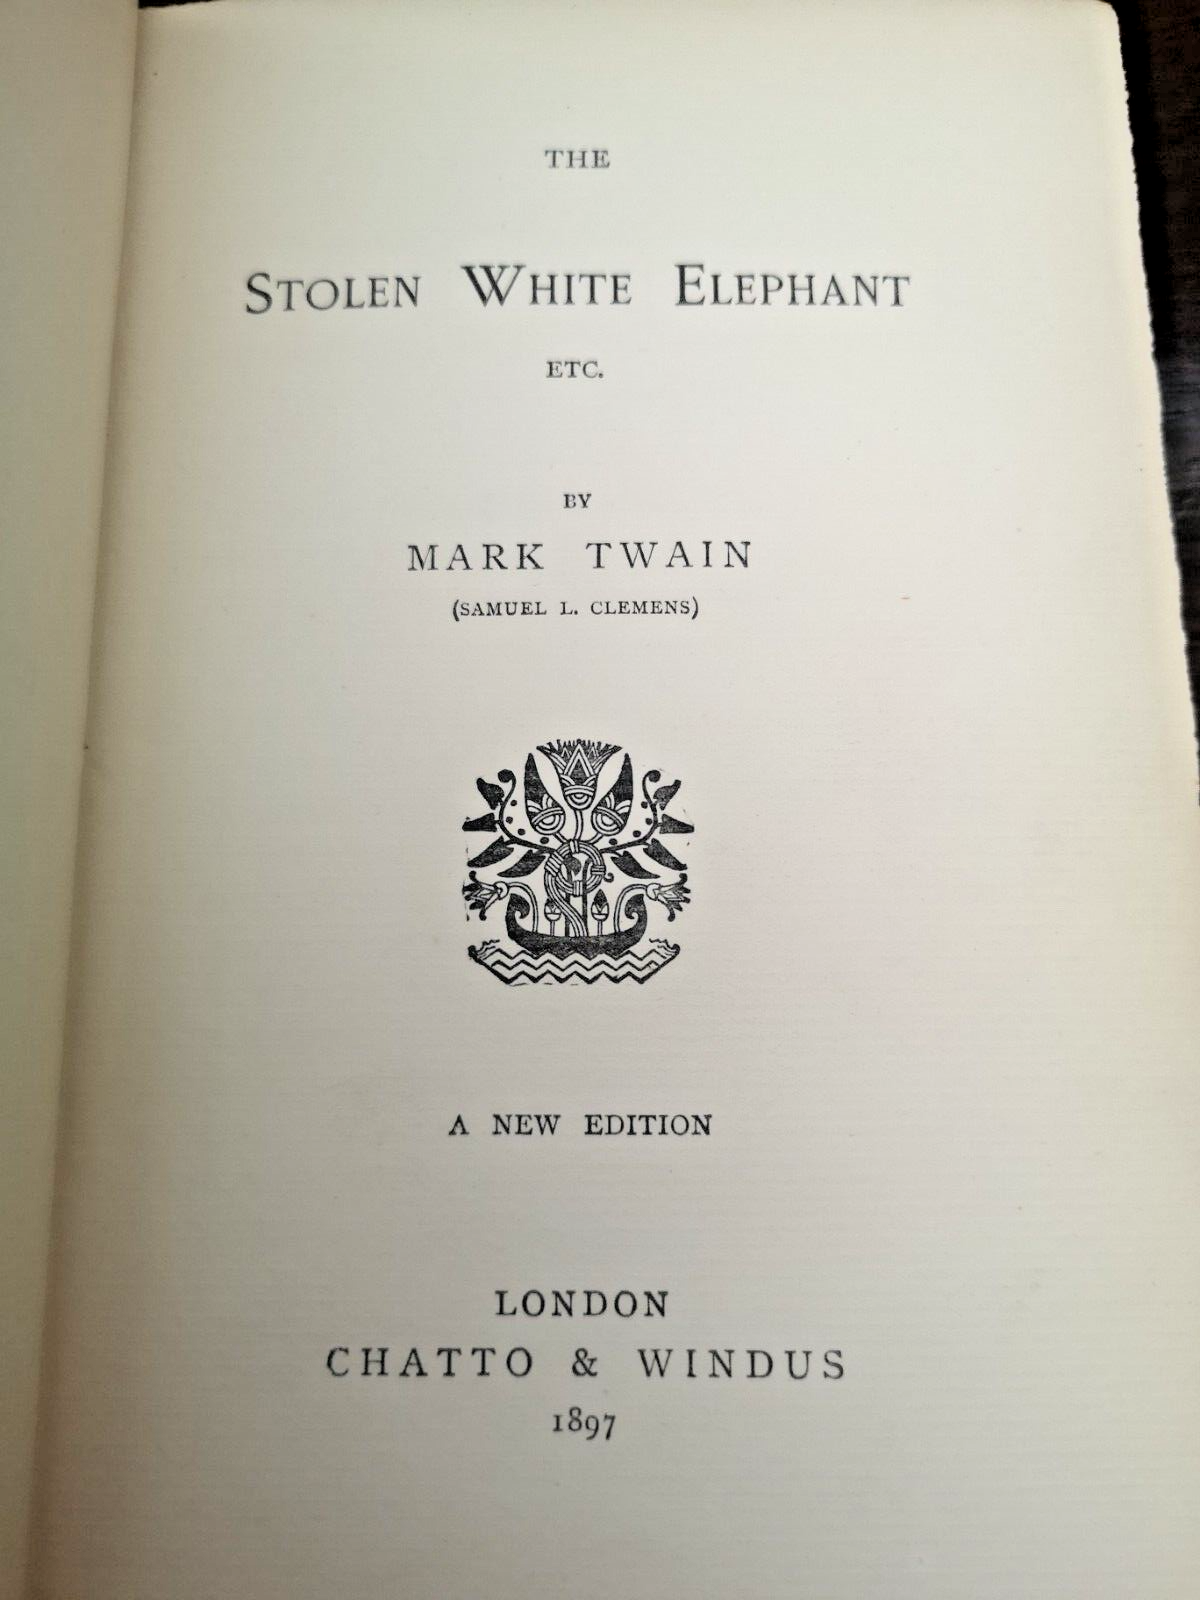 THE
STOLEN WHITE ELEPHANT
ETC.
BY
MARK TWAIN
(SAMUEL L. CLEMENS)
A NEW EDITION
LONDON
CHATTO & WINDUS
1897